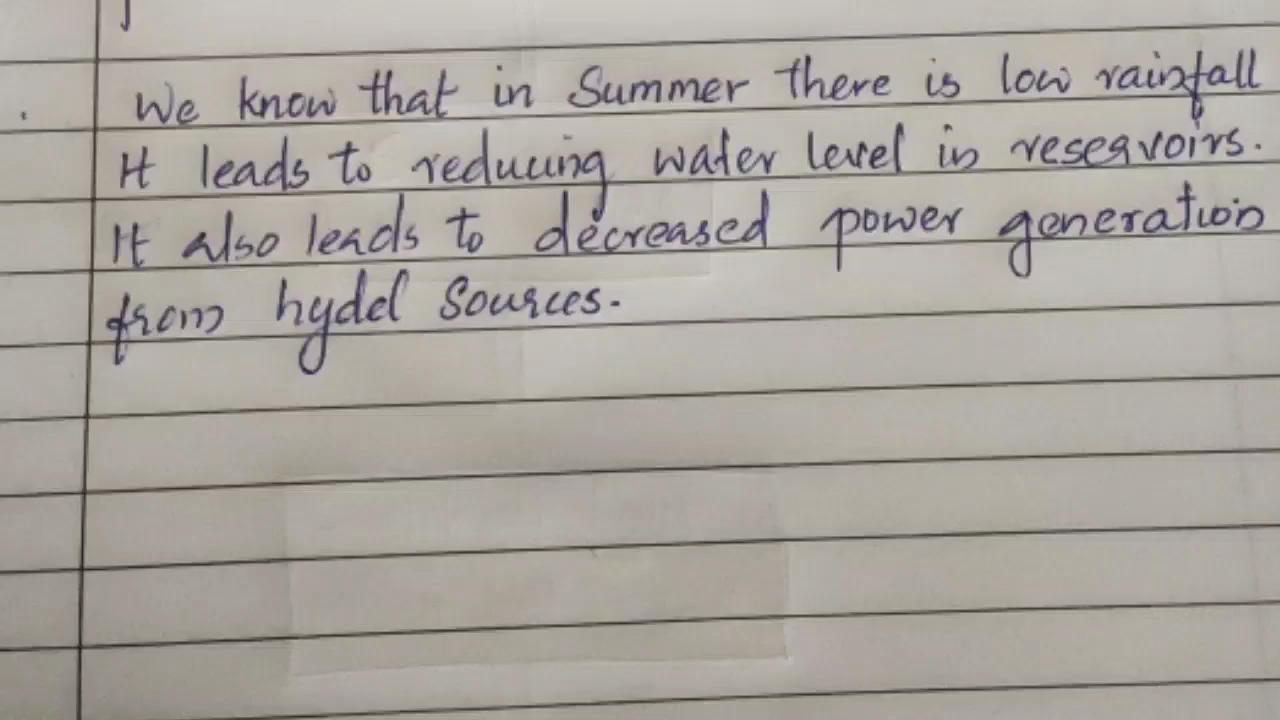 We know that in Summer there is low rainfall
It leads to reducing water level in reservoirs.
It also leads to decreased power generation
from hydel sources.